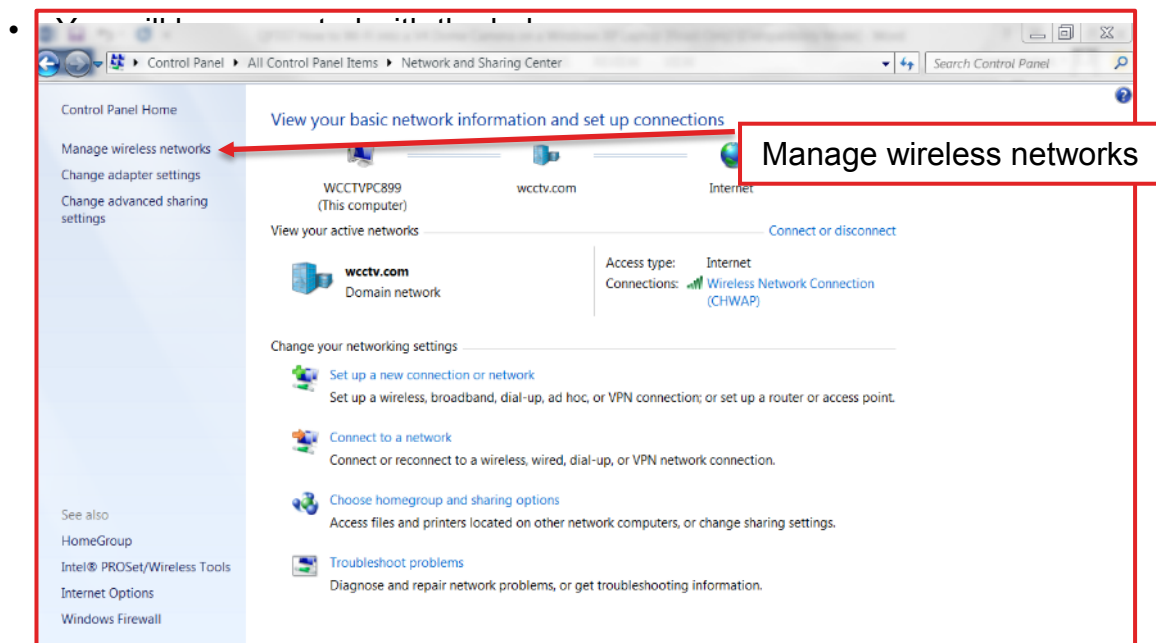 Control Panel All Control Panel Items Network and Sharing Center
Search Control Panel
Control Panel Home
Manage wireless networks
Change adapter settings
Change advanced sharing
settings
View your basic network information and set up connections
Manage wireless networks
WCCTVPC899
(This computer)
wcctv.com
Internet
View your active networks
Connect or disconnect
wcctv.com
Domain network
Access type: Internet
Connections: Wireless Network Connection
(CHWAP)
Change your networking settings
Set up a new connection or network
Set up a wireless, broadband, dial-up, ad hoc, or VPN connection; or set up a router or access point.
Connect to a network
Connect or reconnect to a wireless, wired, dial-up, or VPN network connection.
Choose homegroup and sharing options
Access files and printers located on other network computers, or change sharing settings.
Troubleshoot problems
Diagnose and repair network problems, or get troubleshooting information.
See also
HomeGroup
Intel® PROSet/Wireless Tools
Internet Options
Windows Firewall